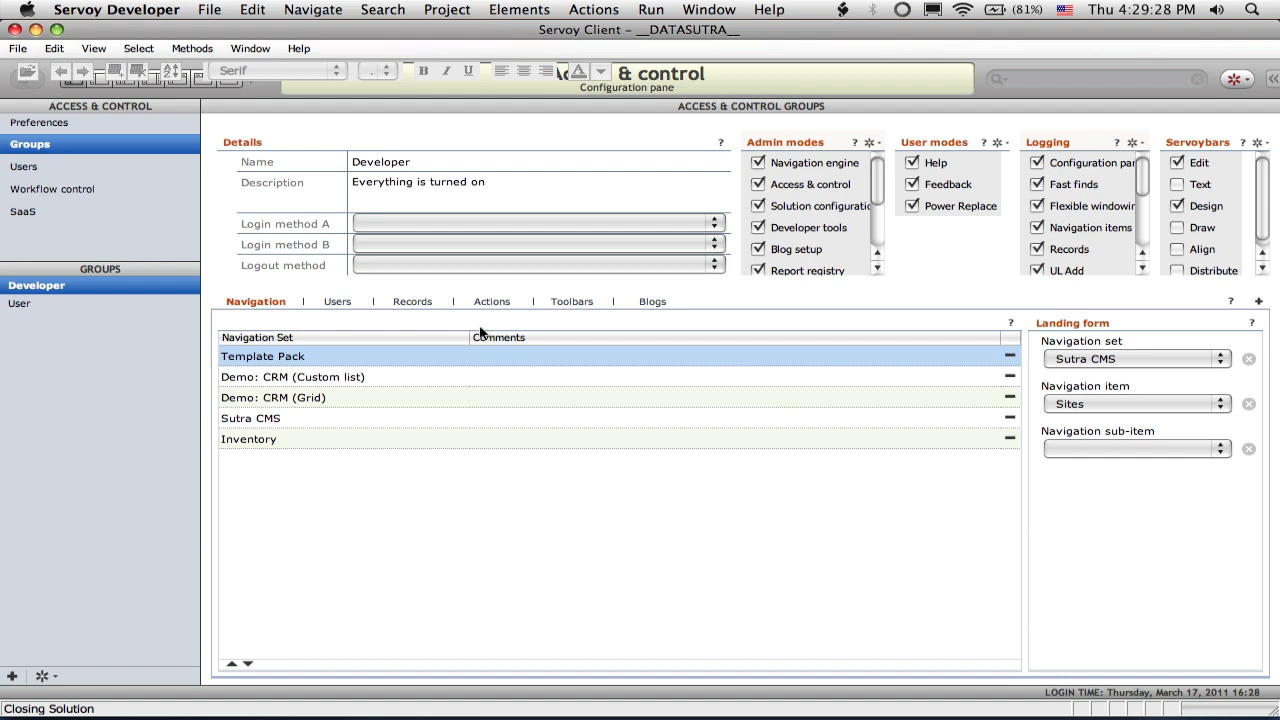 Servoy Developer File Edit Navigate Search Project Elements Actions Run Window Help (81%) Thu 4:29:28 PM
Servoy Client – __DATASUTRA__
File Edit View Select Methods Window Help
Serif . B I U A & control
Configuration pane
ACCESS & CONTROL
ACCESS & CONTROL GROUPS
Preferences
Groups
Users
Workflow control
SaaS
GROUPS
Developer
User
Details ?
Name Developer
Description Everything is turned on
Login method A
Login method B
Logout method
Admin modes ?
Navigation engine
Access & control
Solution configuratio
Developer tools
Blog setup
Report registry
User modes ?
Help
Feedback
Power Replace
Logging ?
Configuration par
Fast finds
Flexible windowin
Navigation items
Records
UL Add
Servoybars ?
Edit
Text
Design
Draw
Align
Distribute
Navigation | Users | Records | Actions | Toolbars | Blogs ? +
?
Navigation Set Comments
Template Pack
Demo: CRM (Custom list)
Demo: CRM (Grid)
Sutra CMS
Inventory
Landing form ?
Navigation set
Sutra CMS
Navigation item
Sites
Navigation sub-item
LOGIN TIME: Thursday, March 17, 2011 16:28
Closing Solution